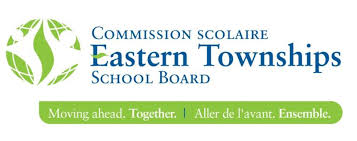 Commission scolaire
Eastern Townships
School Board
Moving ahead. Together. | Aller de l'avant. Ensemble.